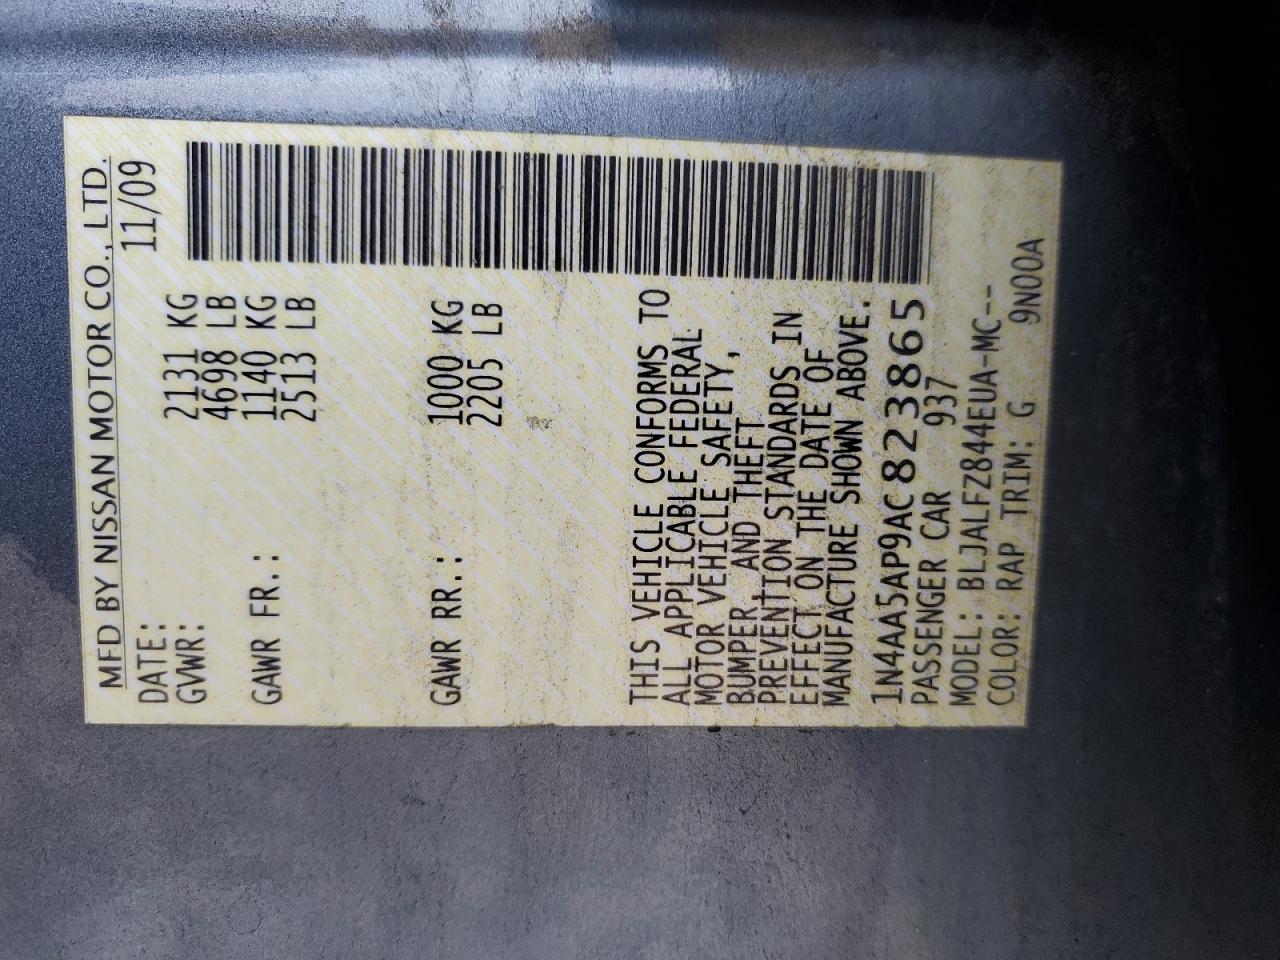 MFD BY NISSAN MOTOR CO., LTD.
DATE: 11/09
GVWR: 2131 KG
4698 LB
GAWR FR.: 1140 KG
2513 LB
GAWR RR.: 1000 KG
2205 LB
THIS VEHICLE CONFORMS TO
ALL APPLICABLE FEDERAL
MOTOR VEHICLE SAFETY,
BUMPER, AND THEFT
PREVENTION STANDARDS IN
EFFECT ON THE DATE OF
MANUFACTURE SHOWN ABOVE.
1N4AA5AP9AC823865
PASSENGER CAR 937
MODEL: BLJALFZ844EUA-MC--
COLOR: RAP TRIM: G 9N00A